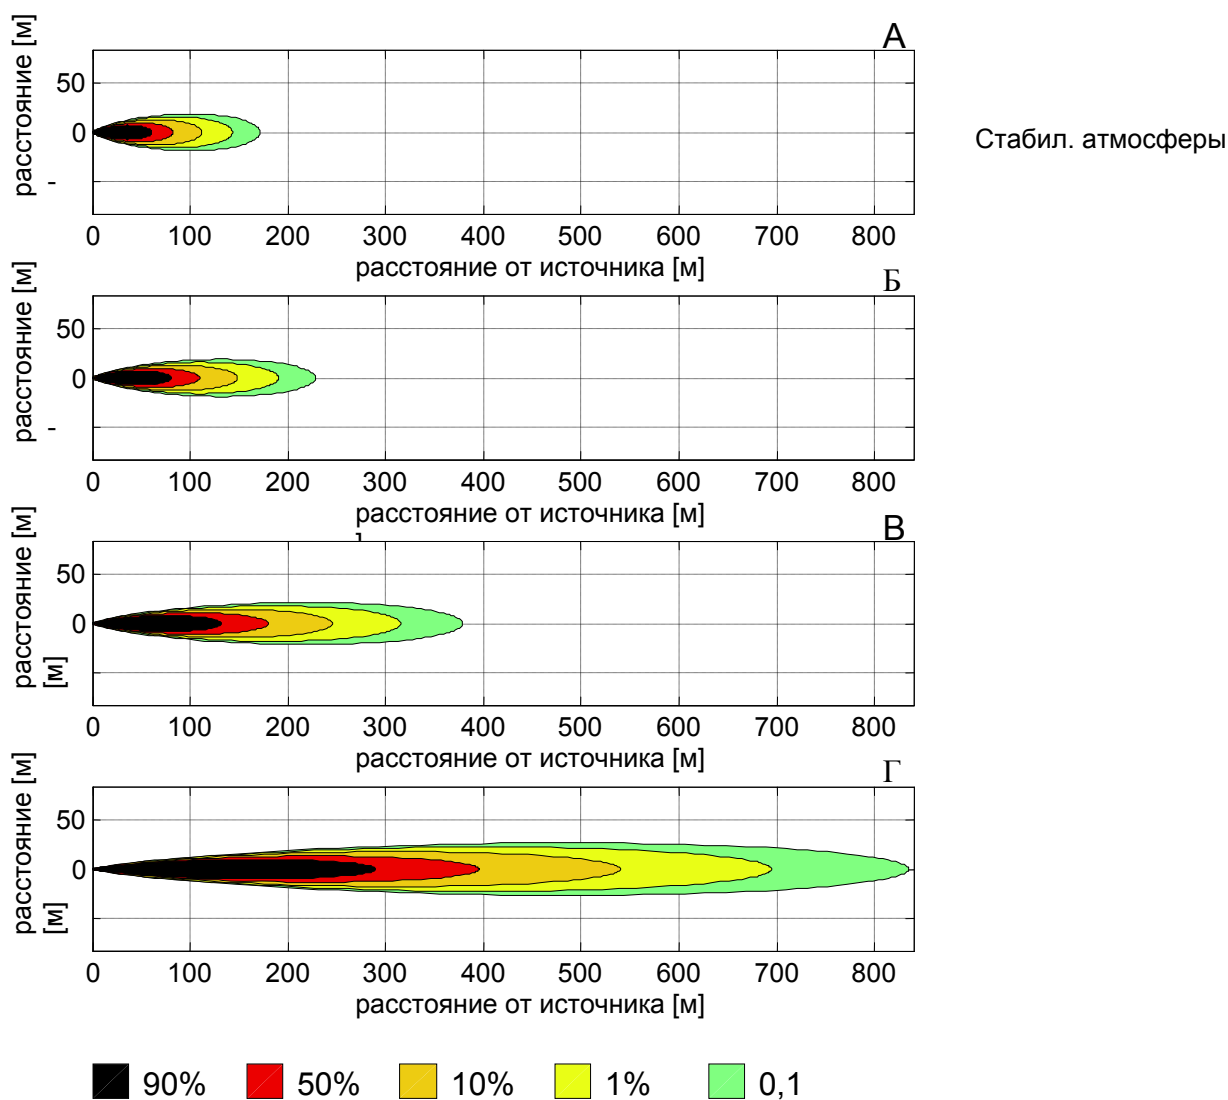 А
расстояние [м]
50
0
-
0 100 200 300 400 500 600 700 800
расстояние от источника [м]
Стабил. атмосферы
Б
расстояние [м]
50
0
-
0 100 200 300 400 500 600 700 800
расстояние от источника [м]
В
расстояние [м]
50
0
0 100 200 300 400 500 600 700 800
расстояние от источника [м]
Г
расстояние [м]
50
0
0 100 200 300 400 500 600 700 800
расстояние от источника [м]
90% 50% 10% 1% 0,1